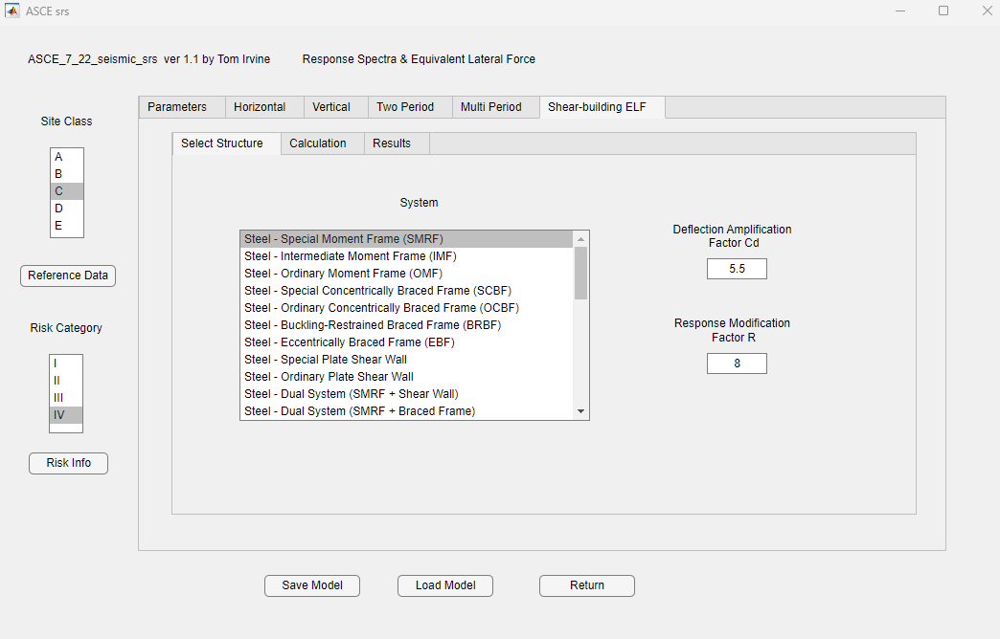 ASCE srs
ASCE_7_22_seismic_srs ver 1.1 by Tom Irvine
Response Spectra & Equivalent Lateral Force
Site Class
A
B
C
D
E
Reference Data
Risk Category
I
II
III
IV
Risk Info
Parameters
Horizontal
Vertical
Two Period
Multi Period
Shear-building ELF
Select Structure
Calculation
Results
System
Steel - Special Moment Frame (SMRF)
Steel - Intermediate Moment Frame (IMF)
Steel - Ordinary Moment Frame (OMF)
Steel - Special Concentrically Braced Frame (SCBF)
Steel - Ordinary Concentrically Braced Frame (OCBF)
Steel - Buckling-Restrained Braced Frame (BRBF)
Steel - Eccentrically Braced Frame (EBF)
Steel - Special Plate Shear Wall
Steel - Ordinary Plate Shear Wall
Steel - Dual System (SMRF + Shear Wall)
Steel - Dual System (SMRF + Braced Frame)
Deflection Amplification
Factor Cd
5.5
Response Modification
Factor R
8
Save Model
Load Model
Return